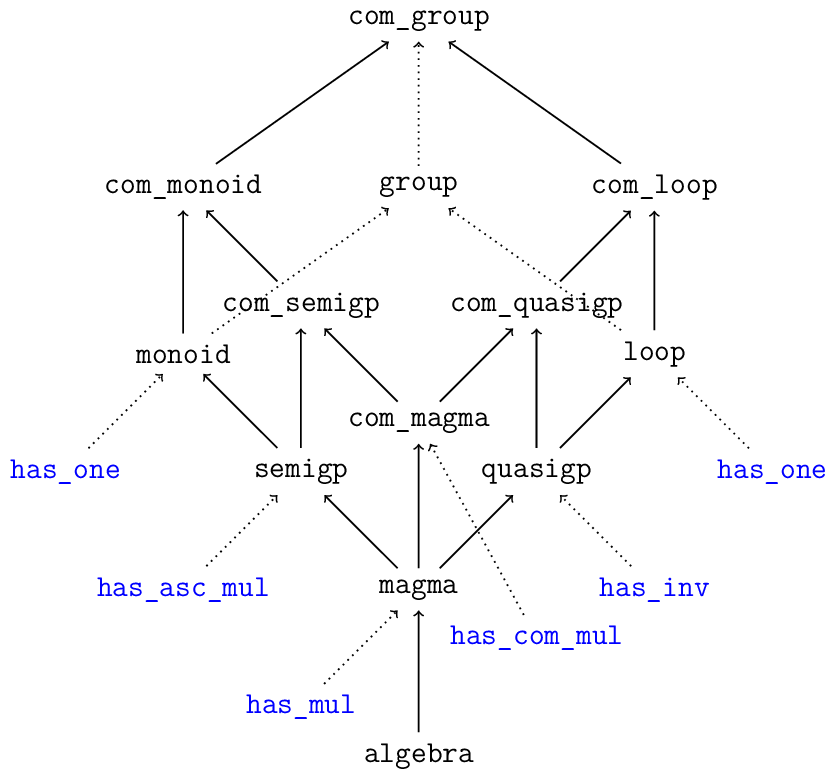 com_group
com_monoid group com_loop
com_semigp com_quasigp
monoid loop
com_magma
has_one semigp quasigp has_one
has_asc_mul magma has_inv
has_com_mul
has_mul
algebra